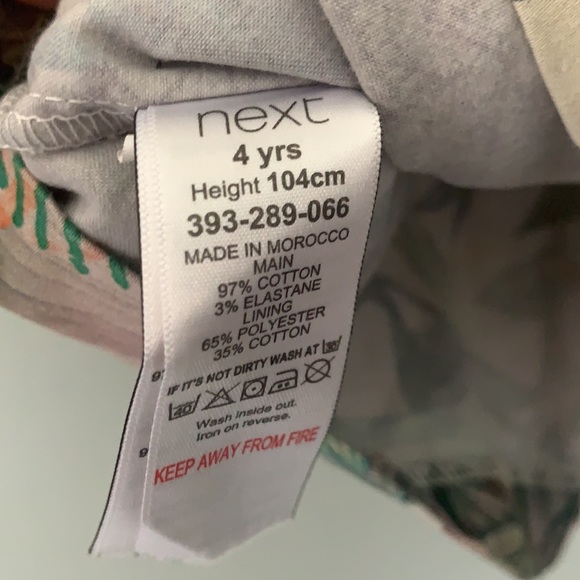 next
4 yrs
Height 104cm
393-289-066
MADE IN MOROCCO
MAIN
97% COTTON
3% ELASTANE
LINING
65% POLYESTER
35% COTTON
IF IT'S NOT DIRTY WASH AT 30
40
Wash inside out.
Iron on reverse.
KEEP AWAY FROM FIRE